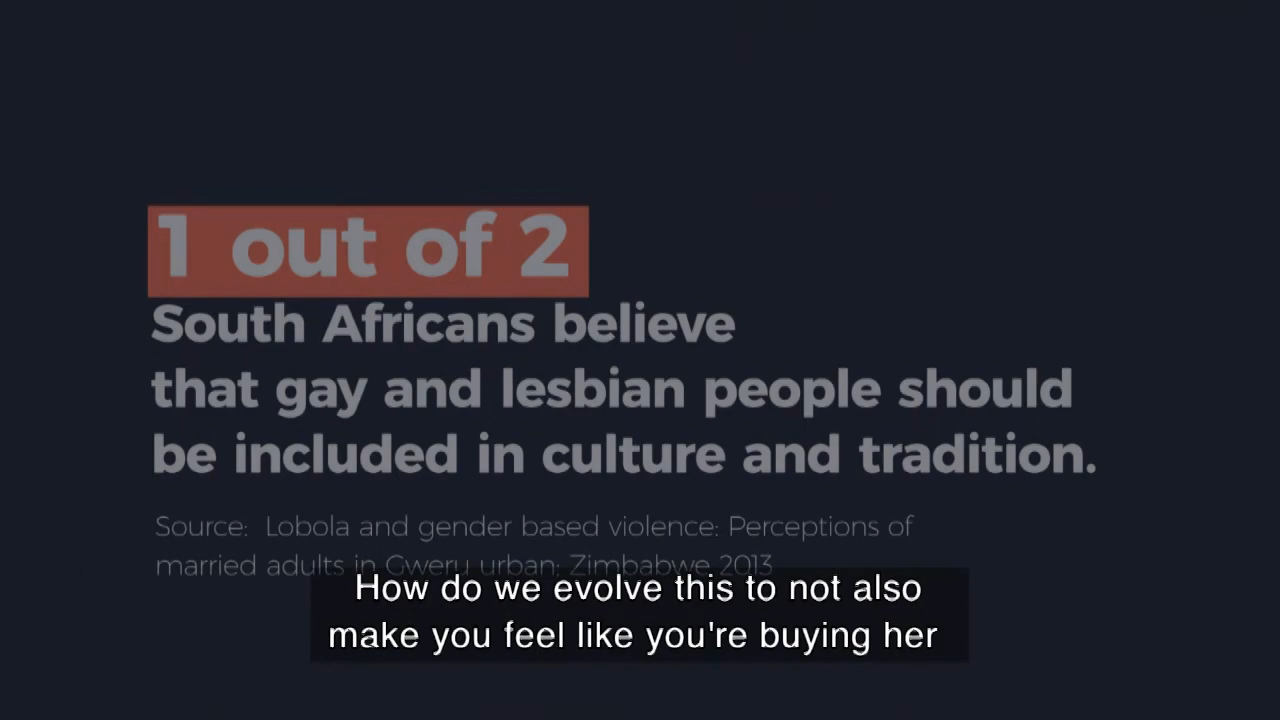 1 out of 2
South Africans believe
that gay and lesbian people should
be included in culture and tradition.
Source: Lobola and gender based violence: Perceptions of
married adults in Gweru urban; Zimbabwe 2013
How do we evolve this to not also
make you feel like you're buying her